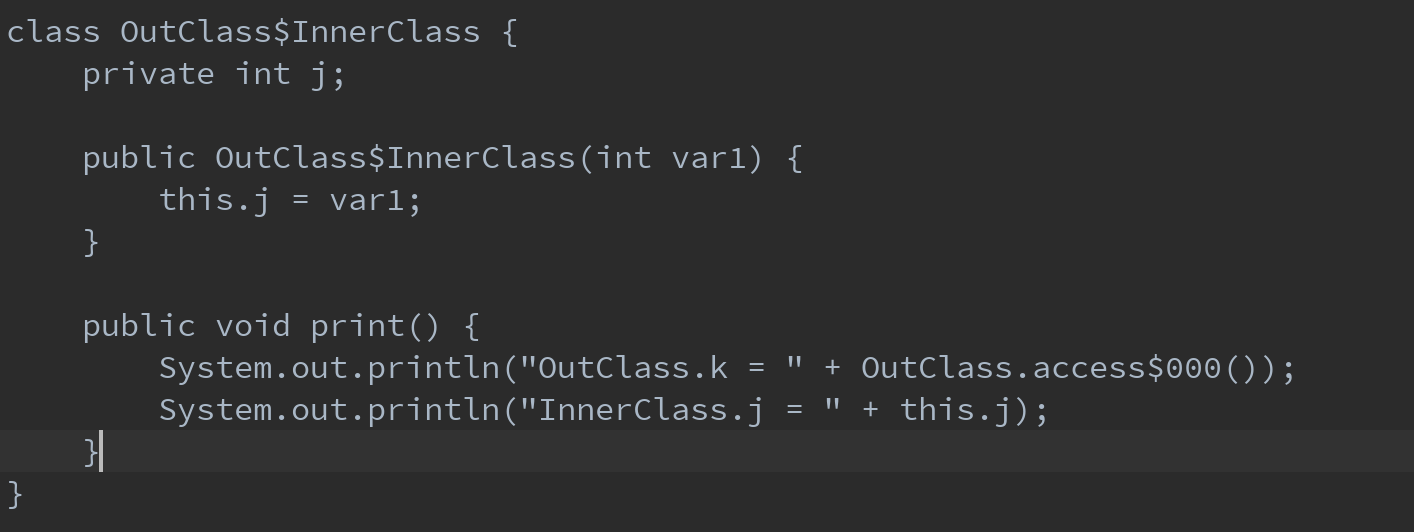 class OutClass$InnerClass {
    private int j;

    public OutClass$InnerClass(int var1) {
        this.j = var1;
    }

    public void print() {
        System.out.println("OutClass.k = " + OutClass.access$000());
        System.out.println("InnerClass.j = " + this.j);
    }
}